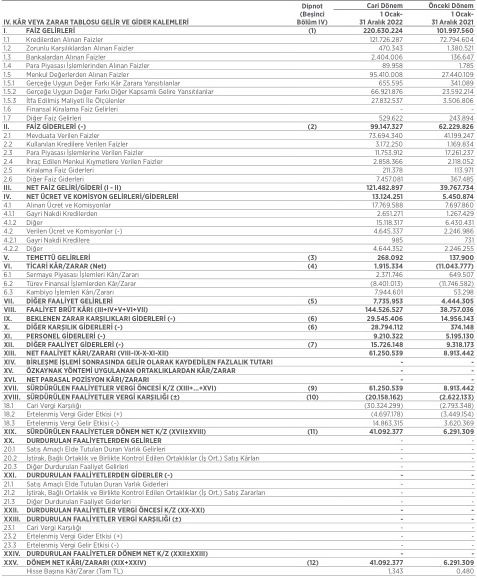 Dipnot (Beşinci Bölüm IV) Cari Dönem 1 Ocak- 31 Aralık 2022 Önceki Dönem 1 Ocak- 31 Aralık 2021
IV. KÂR VEYA ZARAR TABLOSU GELİR VE GİDER KALEMLERİ
I. FAİZ GELİRLERİ (1) 220.630.224 101.997.560
1.1 Kredilerden Alınan Faizler 121.726.287 72.794.604
1.2 Zorunlu Karşılıklardan Alınan Faizler 470.343 1.380.521
1.3 Bankalardan Alınan Faizler 2.404.006 136.647
1.4 Para Piyasası İşlemlerinden Alınan Faizler 89.958 1.785
1.5 Menkul Değerlerden Alınan Faizler 95.410.008 27.440.109
1.5.1 Gerçeğe Uygun Değer Farkı Kâr Zarara Yansıtılanlar 655.595 341.089
1.5.2 Gerçeğe Uygun Değer Farkı Diğer Kapsamlı Gelire Yansıtılanlar 66.921.876 23.592.214
1.5.3 İtfa Edilmiş Maliyeti İle Ölçülenler 27.832.537 3.506.806
1.6 Finansal Kiralama Faiz Gelirleri - -
1.7 Diğer Faiz Gelirleri 529.622 243.894
II. FAİZ GİDERLERİ (-) (2) 99.147.327 62.229.826
2.1 Mevduata Verilen Faizler 73.694.340 41.199.247
2.2 Kullanılan Kredilere Verilen Faizler 3.172.250 1.169.834
2.3 Para Piyasası İşlemlerine Verilen Faizler 11.753.912 17.261.237
2.4 İhraç Edilen Menkul Kıymetlere Verilen Faizler 2.858.366 2.118.052
2.5 Kiralama Faiz Giderleri 211.378 113.971
2.6 Diğer Faiz Giderleri 7.457.081 367.485
III. NET FAİZ GELİRİ/GİDERİ (I - II) 121.482.897 39.767.734
IV. NET ÜCRET VE KOMİSYON GELİRLERİ/GİDERLERİ 13.124.251 5.450.874
4.1 Alınan Ücret ve Komisyonlar 17.769.588 7.697.860
4.1.1 Gayri Nakdi Kredilerden 2.651.271 1.267.429
4.1.2 Diğer 15.118.317 6.430.431
4.2 Verilen Ücret ve Komisyonlar (-) 4.645.337 2.246.986
4.2.1 Gayri Nakdi Kredilere 985 731
4.2.2 Diğer 4.644.352 2.246.255
V. TEMETTÜ GELİRLERİ (3) 268.092 137.900
VI. TİCARİ KÂR/ZARAR (Net) (4) 1.915.334 (11.043.777)
6.1 Sermaye Piyasası İşlemleri Kârı/Zararı 2.371.746 649.507
6.2 Türev Finansal İşlemlerden Kâr/Zarar (8.401.013) (11.746.582)
6.3 Kambiyo İşlemleri Kârı/Zararı 7.944.601 53.298
VII. DİĞER FAALİYET GELİRLERİ (5) 7.735.953 4.444.305
VIII. FAALİYET BRÜT KÂRI (III+IV+V+VI+VII) 144.526.527 38.757.036
IX. BEKLENEN ZARAR KARŞILIKLARI GİDERLERİ (-) (6) 29.545.406 14.956.143
X. DİĞER KARŞILIK GİDERLERİ (-) (6) 28.794.112 374.148
XI. PERSONEL GİDERLERİ (-) 9.210.322 5.195.130
XII. DİĞER FAALİYET GİDERLERİ (-) (7) 15.726.148 9.318.173
XIII. NET FAALİYET KÂRI/ZARARI (VIII-IX-X-XI-XII) 61.250.539 8.913.442
XIV. BİRLEŞME İŞLEMİ SONRASINDA GELİR OLARAK KAYDEDİLEN FAZLALIK TUTARI - -
XV. ÖZKAYNAK YÖNTEMİ UYGULANAN ORTAKLIKLARDAN KÂR/ZARAR - -
XVI. NET PARASAL POZİSYON KÂRI/ZARARI - -
XVII. SÜRDÜRÜLEN FAALİYETLER VERGİ ÖNCESİ K/Z (XIII+...+XVI) (9) 61.250.539 8.913.442
XVIII. SÜRDÜRÜLEN FAALİYETLER VERGİ KARŞILIĞI (±) (10) (20.158.162) (2.622.133)
18.1 Cari Vergi Karşılığı (30.324.299) (2.793.348)
18.2 Ertelenmiş Vergi Gider Etkisi (+) (4.697.178) (3.449.154)
18.3 Ertelenmiş Vergi Gelir Etkisi (-) 14.863.315 3.620.369
XIX. SÜRDÜRÜLEN FAALİYETLER DÖNEM NET K/Z (XVII±XVIII) (11) 41.092.377 6.291.309
XX. DURDURULAN FAALİYETLERDEN GELİRLER - -
20.1 Satış Amaçlı Elde Tutulan Duran Varlık Gelirleri - -
20.2 İştirak, Bağlı Ortaklık ve Birlikte Kontrol Edilen Ortaklıklar (İş Ort.) Satış Kârları - -
20.3 Diğer Durdurulan Faaliyet Gelirleri - -
XXI. DURDURULAN FAALİYETLERDEN GİDERLER (-) - -
21.1 Satış Amaçlı Elde Tutulan Duran Varlık Giderleri - -
21.2 İştirak, Bağlı Ortaklık ve Birlikte Kontrol Edilen Ortaklıklar (İş Ort.) Satış Zararları - -
21.3 Diğer Durdurulan Faaliyet Giderleri - -
XXII. DURDURULAN FAALİYETLER VERGİ ÖNCESİ K/Z (XX-XXI) - -
XXIII. DURDURULAN FAALİYETLER VERGİ KARŞILIĞI (±) - -
23.1 Cari Vergi Karşılığı - -
23.2 Ertelenmiş Vergi Gider Etkisi (+) - -
23.3 Ertelenmiş Vergi Gelir Etkisi (-) - -
XXIV. DURDURULAN FAALİYETLER DÖNEM NET K/Z (XXII±XXIII) - -
XXV. DÖNEM NET KÂRI/ZARARI (XIX+XXIV) (12) 41.092.377 6.291.309
Hisse Başına Kâr/Zarar (Tam TL) 1,343 0,480